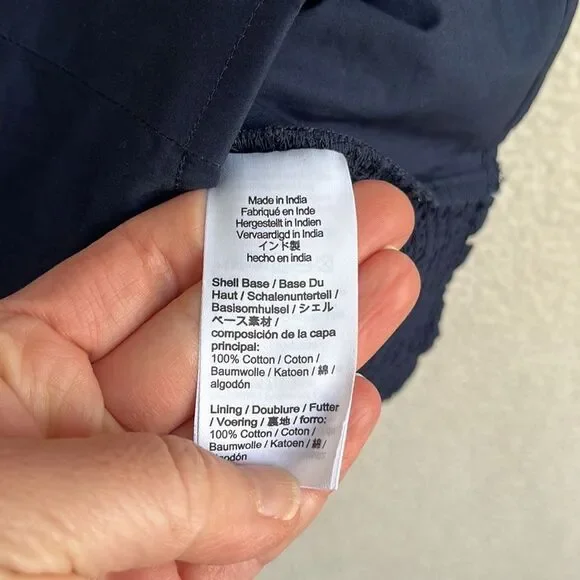 Made in India
Fabriqué en Inde
Hergestellt in Indien
Vervaardigd in India
インド製
hecho en india
Shell Base / Base Du
Haut / Schalenunterteil /
Basisomhulsel / シェル
ベース素材 /
composición de la capa
principal:
100% Cotton / Coton /
Baumwolle / Katoen / 綿 /
algodón
Lining / Doublure / Futter
/ Voering / 裏地 / forro:
100% Cotton / Coton /
Baumwolle / Katoen / 綿 /
algodón